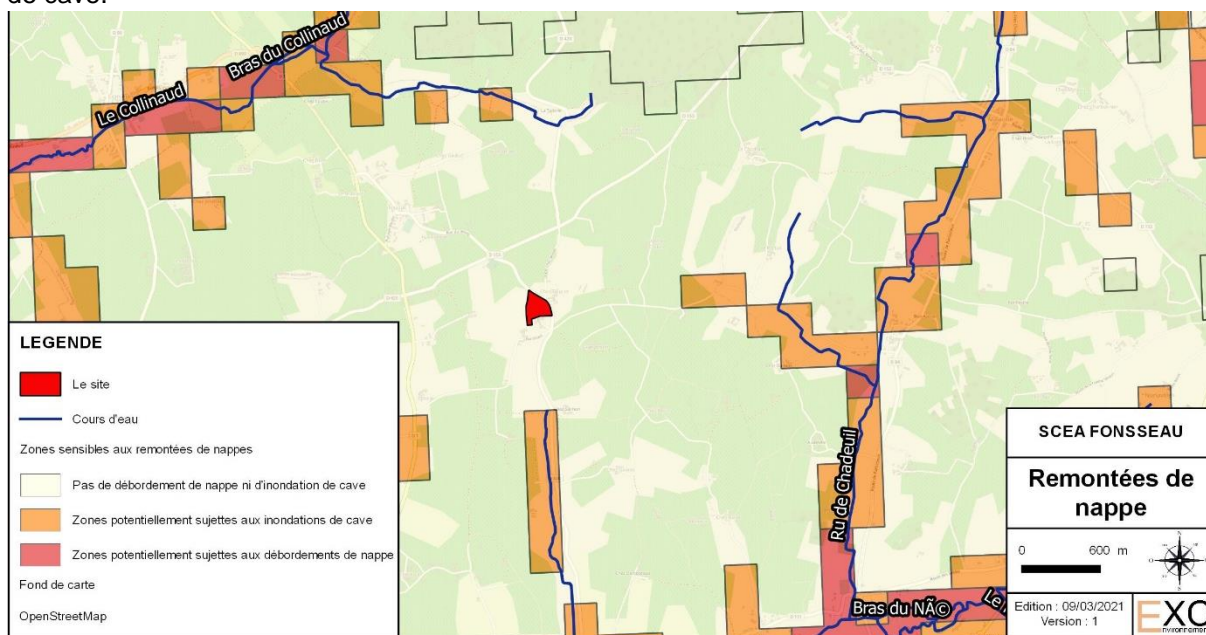 de cave.
Bras du Collinaud
Le Collinaud
Ru de Chadeuil
Bras du NÃ©
LEGENDE
Le site
Cours d'eau
Zones sensibles aux remontées de nappes
Pas de débordement de nappe ni d'inondation de cave
Zones potentiellement sujettes aux inondations de cave
Zones potentiellement sujettes aux débordements de nappe
Fond de carte
OpenStreetMap
SCEA FONSSEAU
Remontées de
nappe
0 600 m
Edition : 09/03/2021
Version : 1
EXO
nvironnement